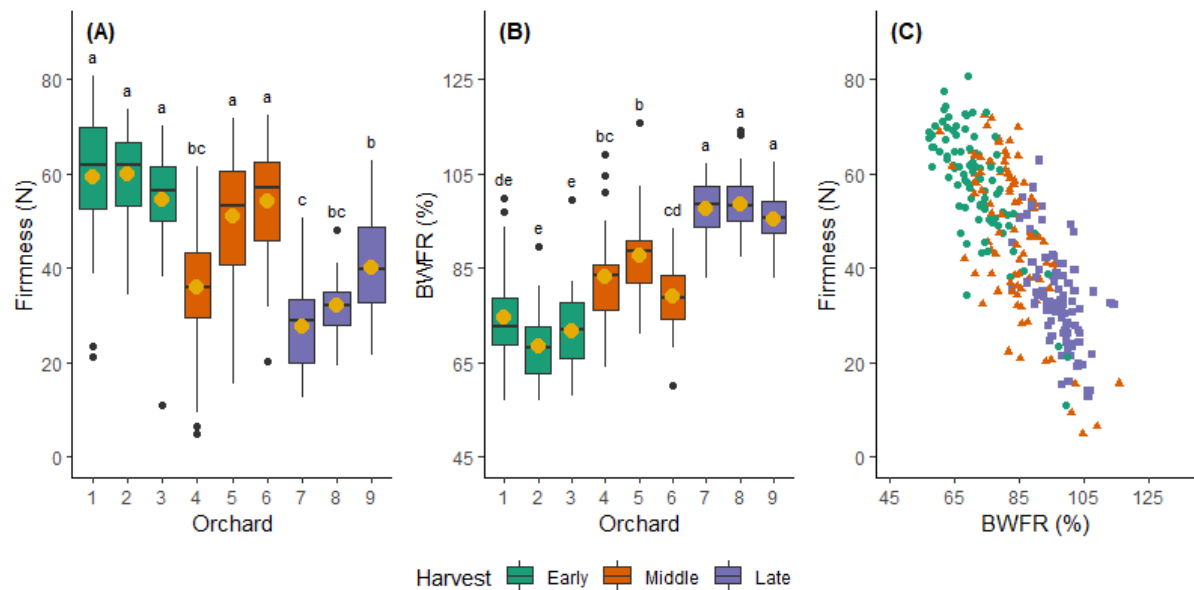 (A)
a
a
a
bc
a
a
c
bc
b
80
60
40
20
0
Firmness (N)
1 2 3 4 5 6 7 8 9
Orchard
(B)
de
e
e
bc
b
cd
a
a
a
125
105
85
65
45
BWFR (%)
1 2 3 4 5 6 7 8 9
Orchard
(C)
80
60
40
20
0
Firmness (N)
45 65 85 105 125
BWFR (%)
Harvest Early Middle Late